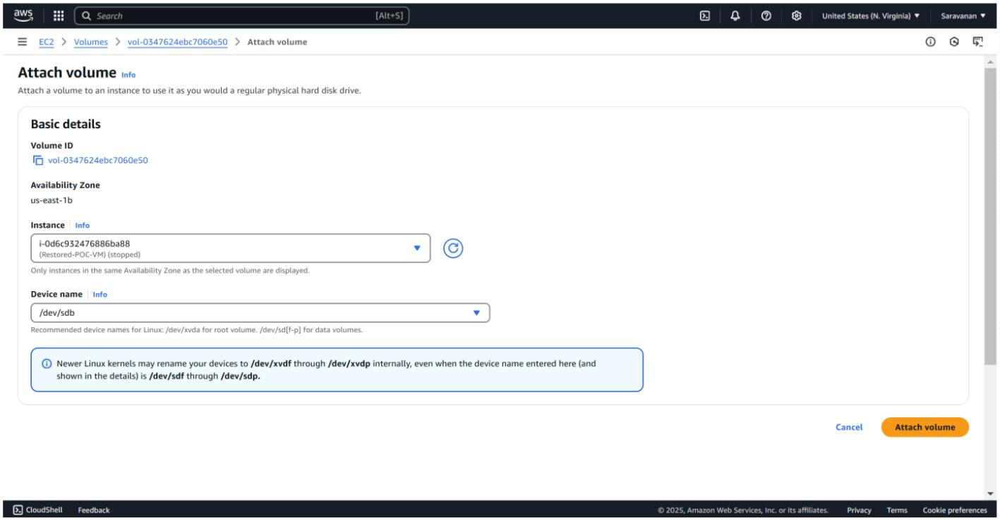 aws
Search [Alt+S]
United States (N. Virginia) ▼ Saravanan ▼
EC2 > Volumes > vol-0347624ebc7060e50 > Attach volume
Attach volume Info
Attach a volume to an instance to use it as you would a regular physical hard disk drive.
Basic details
Volume ID
vol-0347624ebc7060e50
Availability Zone
us-east-1b
Instance | Info
i-0d6c932476886ba88
(Restored-POC-VM) (stopped)
Only instances in the same Availability Zone as the selected volume are displayed.
Device name | Info
/dev/sdb
Recommended device names for Linux: /dev/xvda for root volume. /dev/sd[f-p] for data volumes.
Newer Linux kernels may rename your devices to /dev/xvdf through /dev/xvdp internally, even when the device name entered here (and
shown in the details) is /dev/sdf through /dev/sdp.
Cancel Attach volume
CloudShell Feedback © 2025, Amazon Web Services, Inc. or its affiliates. Privacy Terms Cookie preferences